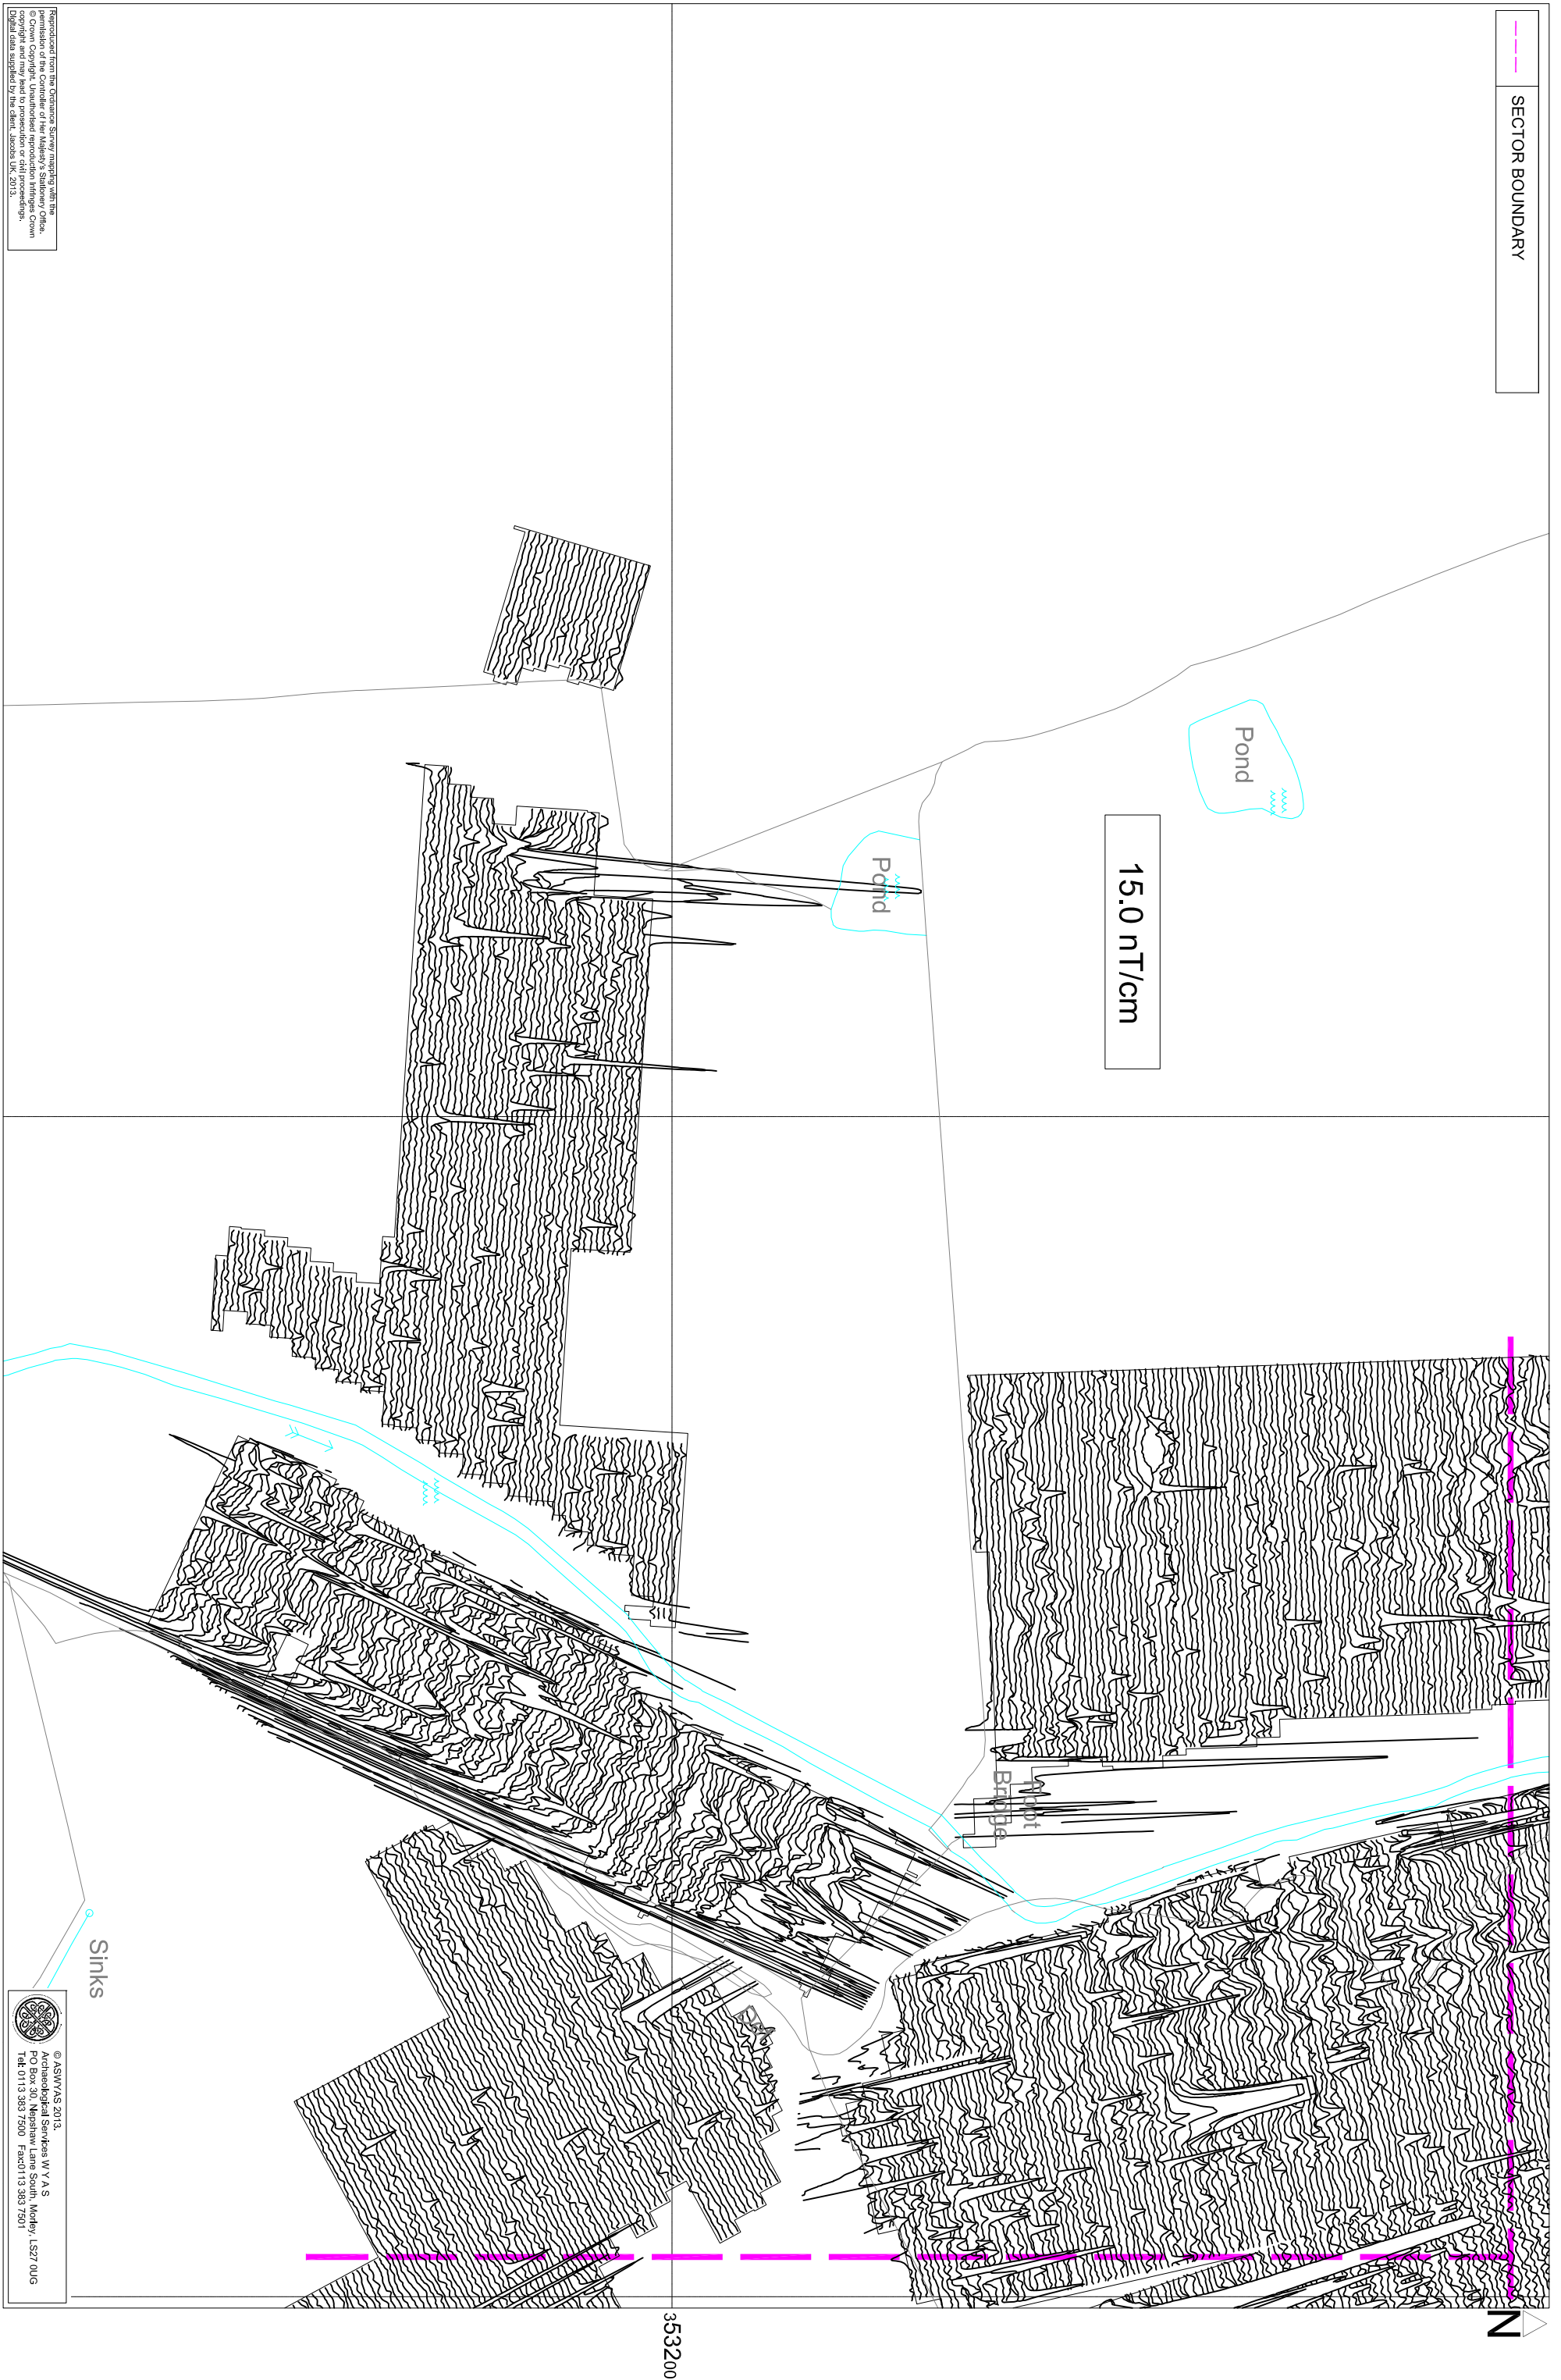 SECTOR BOUNDARY
Pond
Pond
15.0 nT/cm
Bridge
Sinks
353200
N
Reproduced from the Ordnance Survey mapping with the
permission of the Controller of Her Majesty's Stationery Office.
© Crown Copyright. Unauthorised reproduction infringes Crown
copyright and may lead to prosecution or civil proceedings.
Digital data supplied by the client, Jacobs UK, 2013.
© ASWYAS 2013.
Archaeological Services W Y A S
PO Box 30, Nepshaw Lane South, Morley, LS27 0UG
Tel: 0113 383 7500 Fax:0113 383 7501